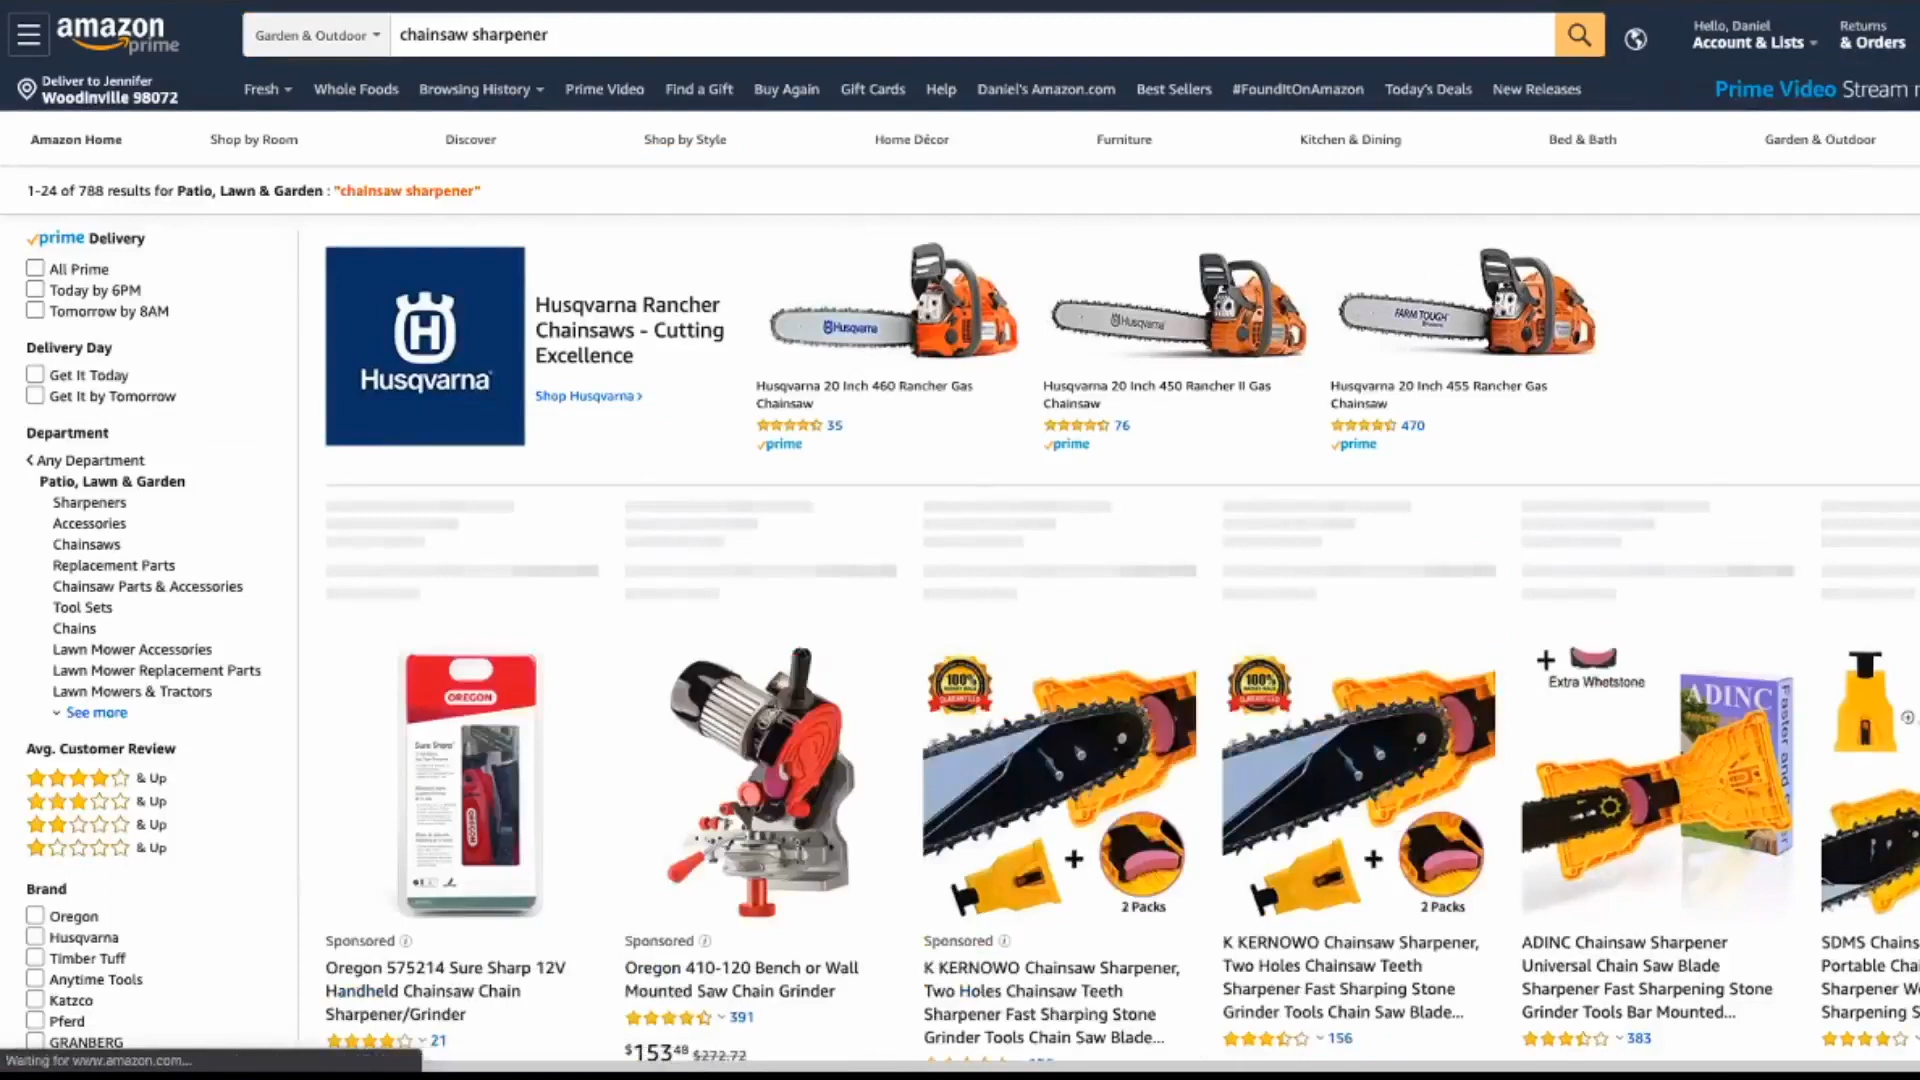 amazon
prime
Garden & Outdoor
chainsaw sharpener
Hello, Daniel
Account & Lists
Returns
& Orders
Deliver to Jennifer
Woodinville 98072
Fresh
Whole Foods
Browsing History
Prime Video
Find a Gift
Buy Again
Gift Cards
Help
Daniel's Amazon.com
Best Sellers
#FoundItOnAmazon
Today's Deals
New Releases
Prime Video Stream
Amazon Home
Shop by Room
Discover
Shop by Style
Home Décor
Furniture
Kitchen & Dining
Bed & Bath
Garden & Outdoor
1-24 of 788 results for Patio, Lawn & Garden : "chainsaw sharpener"
prime Delivery
All Prime
Today by 6PM
Tomorrow by 8AM
Delivery Day
Get It Today
Get It by Tomorrow
Department
Any Department
Patio, Lawn & Garden
Sharpeners
Accessories
Chainsaws
Replacement Parts
Chainsaw Parts & Accessories
Tool Sets
Chains
Lawn Mower Accessories
Lawn Mower Replacement Parts
Lawn Mowers & Tractors
See more
Avg. Customer Review
& Up
& Up
& Up
& Up
Brand
Oregon
Husqvarna
Timber Tuff
Anytime Tools
Katzco
Pferd
GRANBERG
Waiting for www.amazon.com...
H
Husqvarna
Husqvarna Rancher
Chainsaws - Cutting
Excellence
Shop Husqvarna ›
Husqvarna
Husqvarna 20 Inch 460 Rancher Gas
Chainsaw
35
prime
Husqvarna
Husqvarna 20 Inch 450 Rancher II Gas
Chainsaw
76
prime
FARM TOUGH
Husqvarna 20 Inch 455 Rancher Gas
Chainsaw
470
prime
OREGON
Sure Sharp
OREGON
Sponsored
Oregon 575214 Sure Sharp 12V
Handheld Chainsaw Chain
Sharpener/Grinder
21
Sponsored
Oregon 410-120 Bench or Wall
Mounted Saw Chain Grinder
391
$153.48 $272.72
100%
+
2 Packs
Sponsored
K KERNOWO Chainsaw Sharpener,
Two Holes Chainsaw Teeth
Sharpener Fast Sharping Stone
Grinder Tools Chain Saw Blade...
100%
+
2 Packs
K KERNOWO Chainsaw Sharpener,
Two Holes Chainsaw Teeth
Sharpener Fast Sharping Stone
Grinder Tools Chain Saw Blade...
156
+
Extra Whetstone
ADINC
Faster and
ADINC Chainsaw Sharpener
Universal Chain Saw Blade
Sharpener Fast Sharpening Stone
Grinder Tools Bar Mounted...
383
SDMS Chains
Portable Cha
Sharpener W
Sharpening S